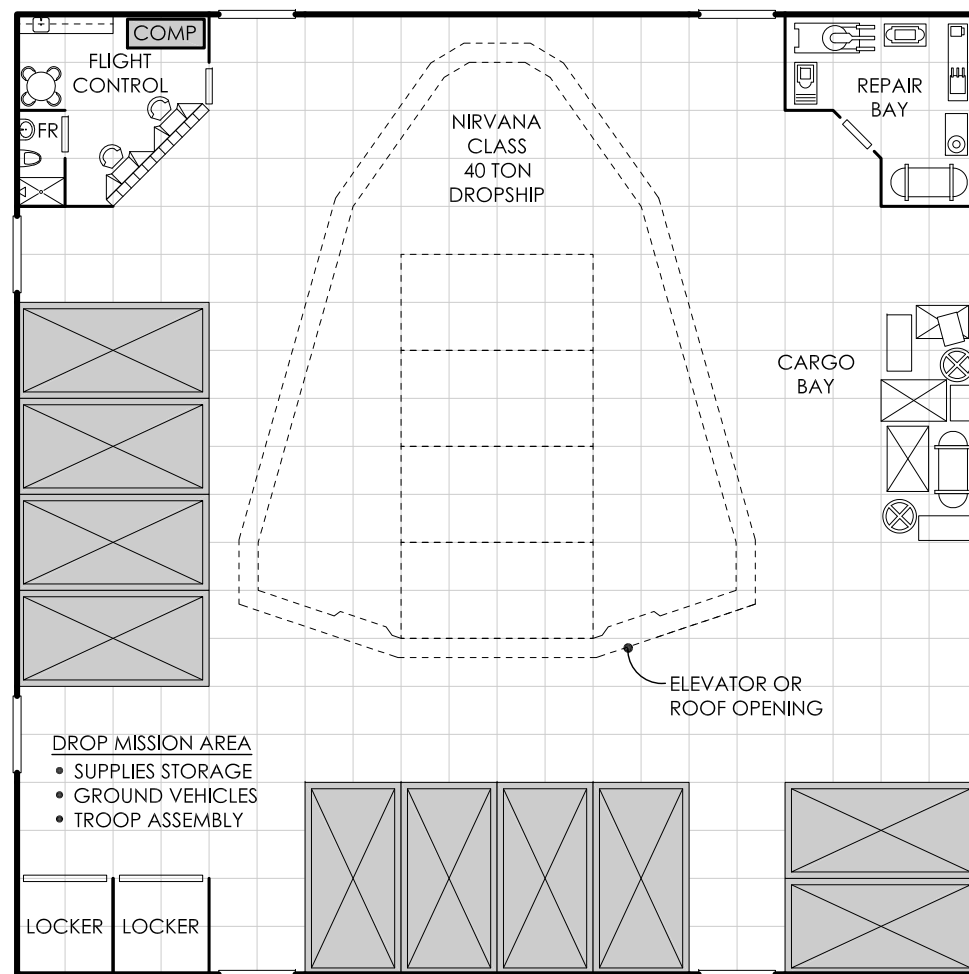 COMP
FLIGHT
CONTROL
FR
NIRVANA
CLASS
40 TON
DROPSHIP
REPAIR
BAY
CARGO
BAY
ELEVATOR OR
ROOF OPENING
DROP MISSION AREA
• SUPPLIES STORAGE
• GROUND VEHICLES
• TROOP ASSEMBLY
LOCKER
LOCKER